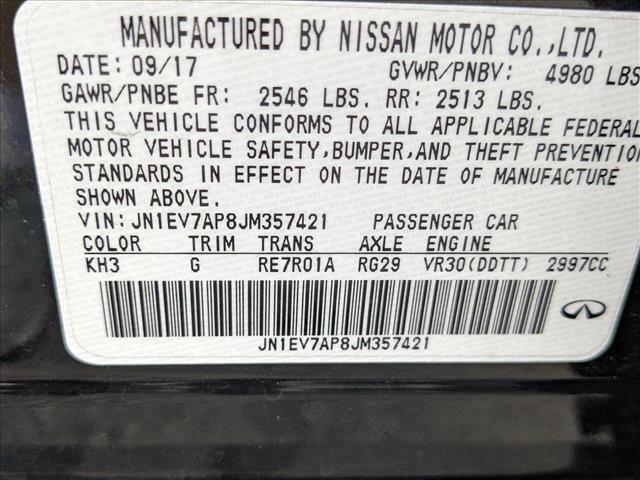 MANUFACTURED BY NISSAN MOTOR CO.,LTD.
DATE: 09/17 GVWR/PNBV: 4980 LBS
GAWR/PNBE FR: 2546 LBS. RR: 2513 LBS.
THIS VEHICLE CONFORMS TO ALL APPLICABLE FEDERAL
MOTOR VEHICLE SAFETY,BUMPER,AND THEFT PREVENTION
STANDARDS IN EFFECT ON THE DATE OF MANUFACTURE
SHOWN ABOVE.
VIN: JN1EV7AP8JM357421 PASSENGER CAR
COLOR TRIM TRANS AXLE ENGINE
KH3 G RE7R01A RG29 VR30(DDTT) 2997CC
JN1EV7AP8JM357421